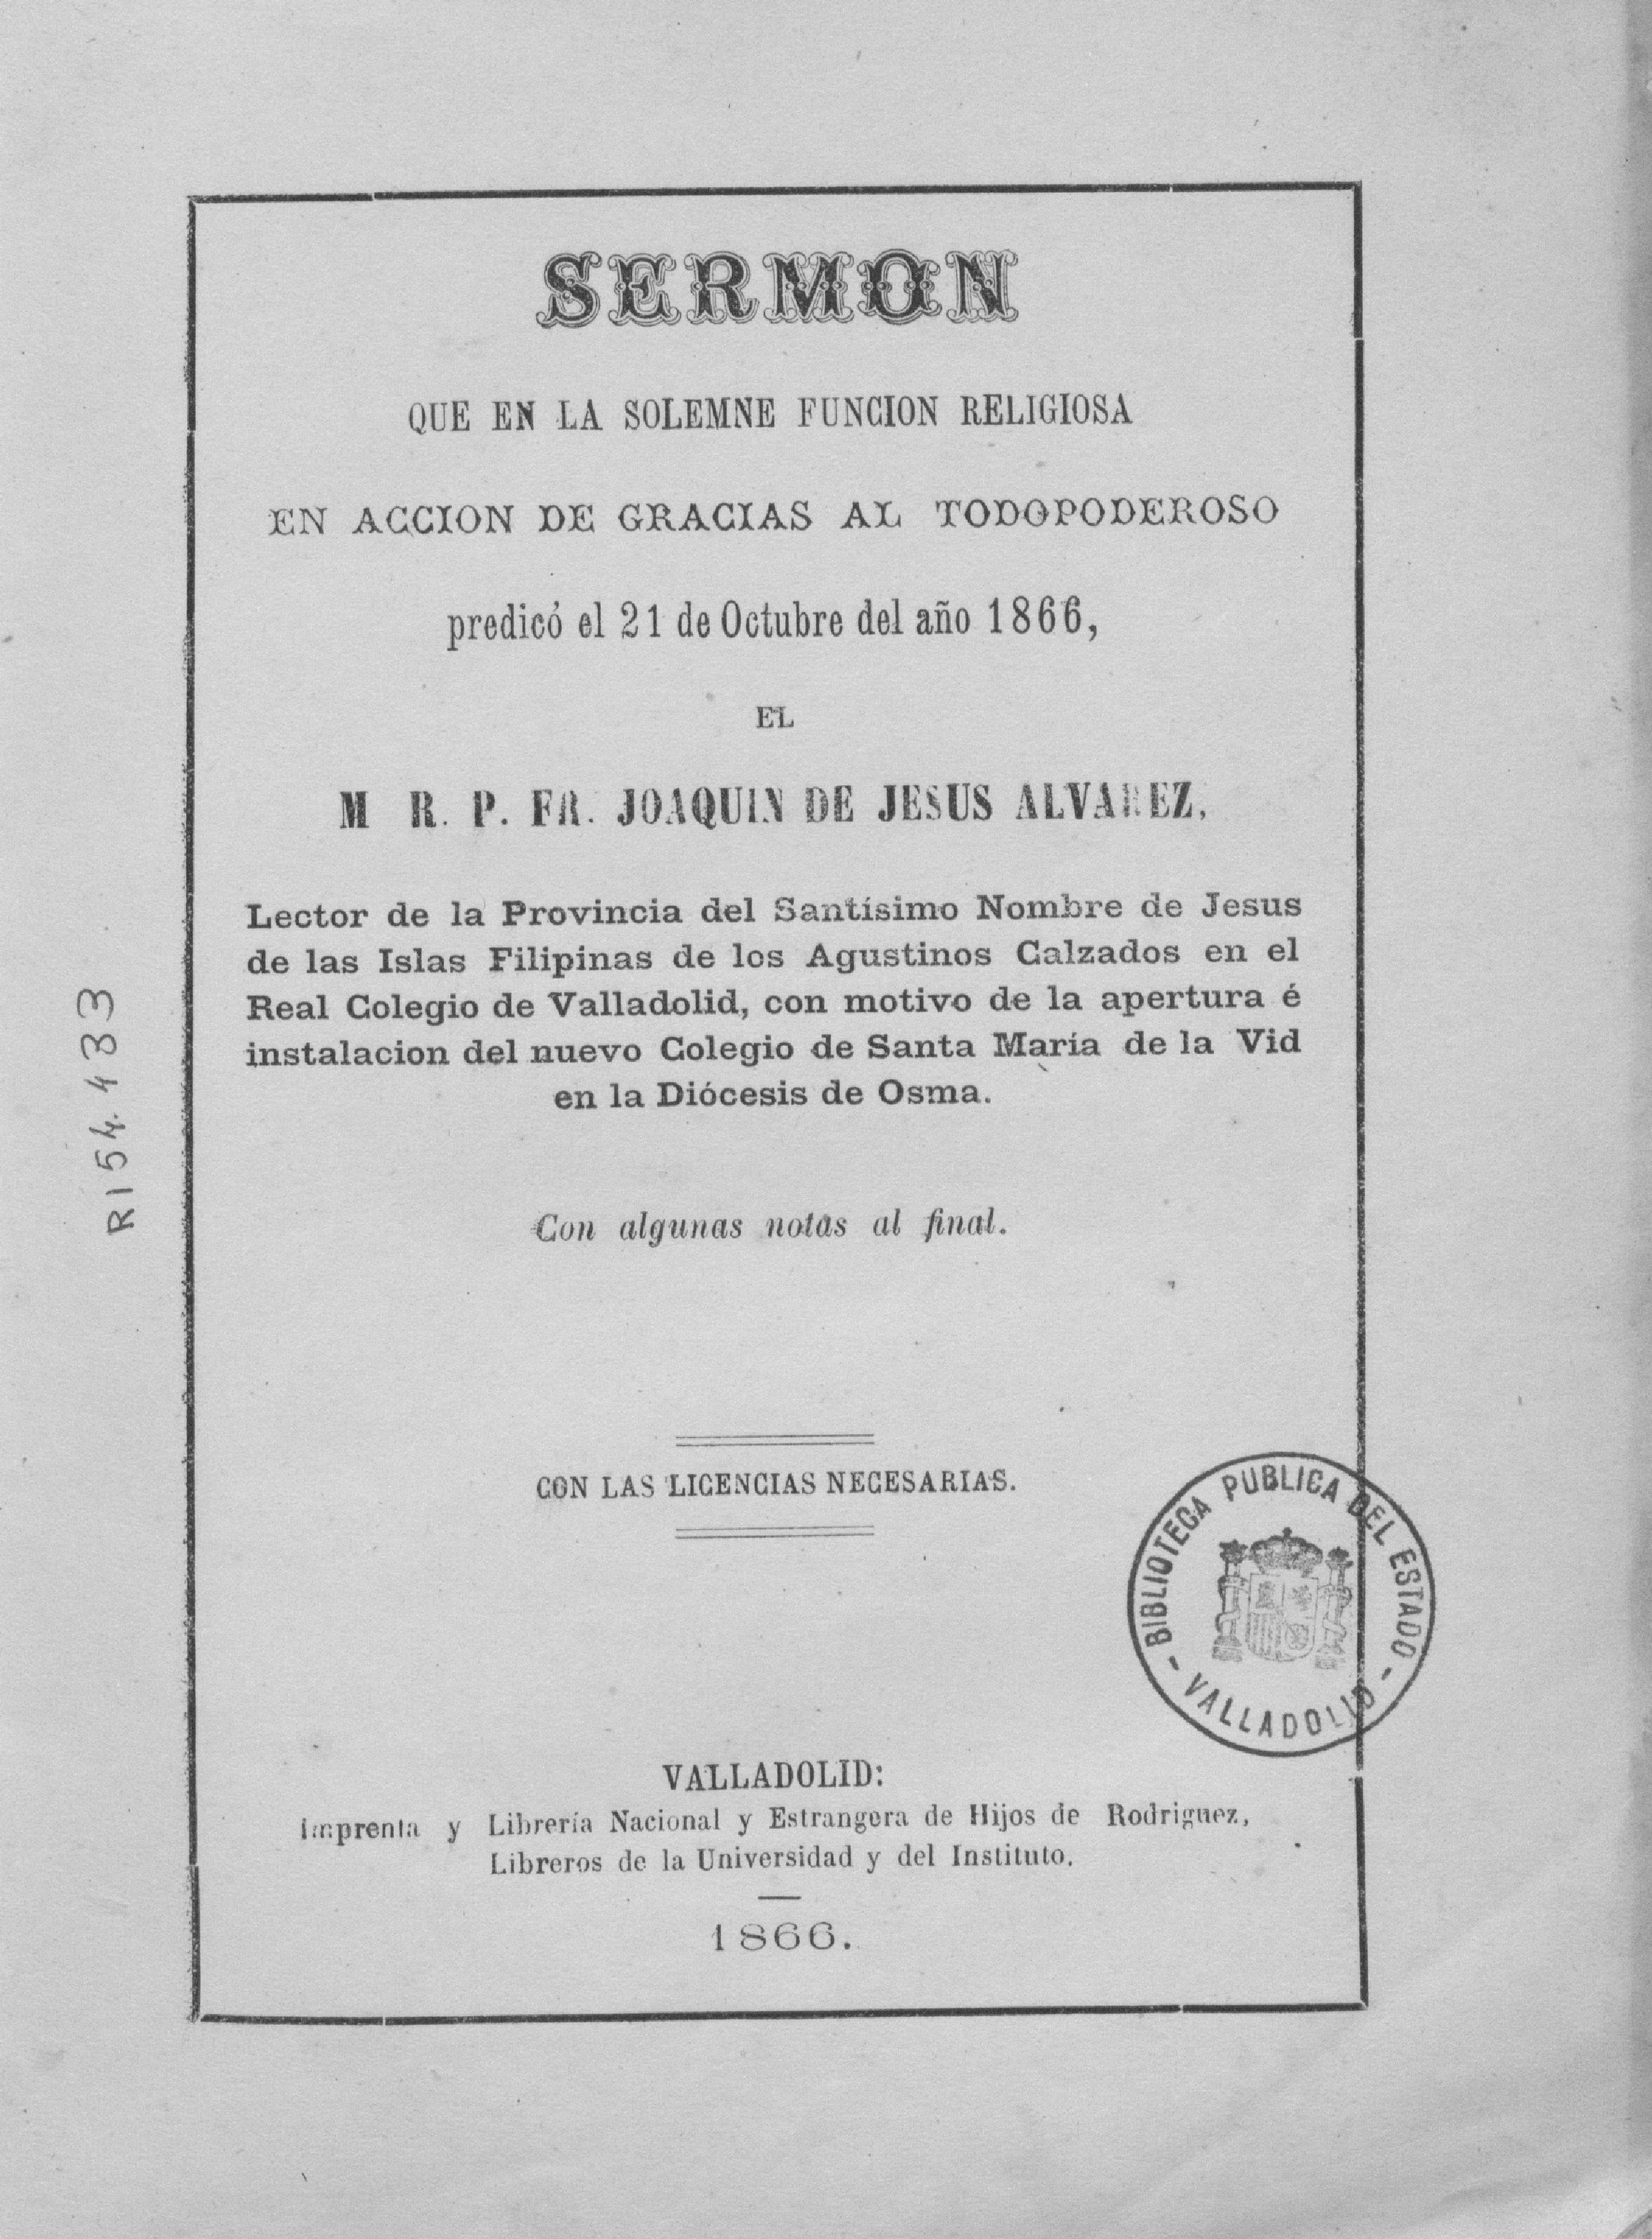 SERMON
QUE EN LA SOLEMNE FUNCION RELIGIOSA
EN ACCION DE GRACIAS AL TODOPODEROSO
predicó el 21 de Octubre del año 1866,
EL
M R. P. FR. JOAQUIN DE JESUS ALVAREZ,
Lector de la Provincia del Santísimo Nombre de Jesus
de las Islas Filipinas de los Agustinos Calzados en el
Real Colegio de Valladolid, con motivo de la apertura é
instalacion del nuevo Colegio de Santa María de la Vid
en la Diócesis de Osma.
Con algunas notas al final.
CON LAS LICENCIAS NECESARIAS.
BIBLIOTECA PUBLICA DEL ESTADO
- VALLADOLID -
VALLADOLID:
Imprenta y Librería Nacional y Estrangera de Hijos de Rodriguez,
Libreros de la Universidad y del Instituto.
1866.
R154.433